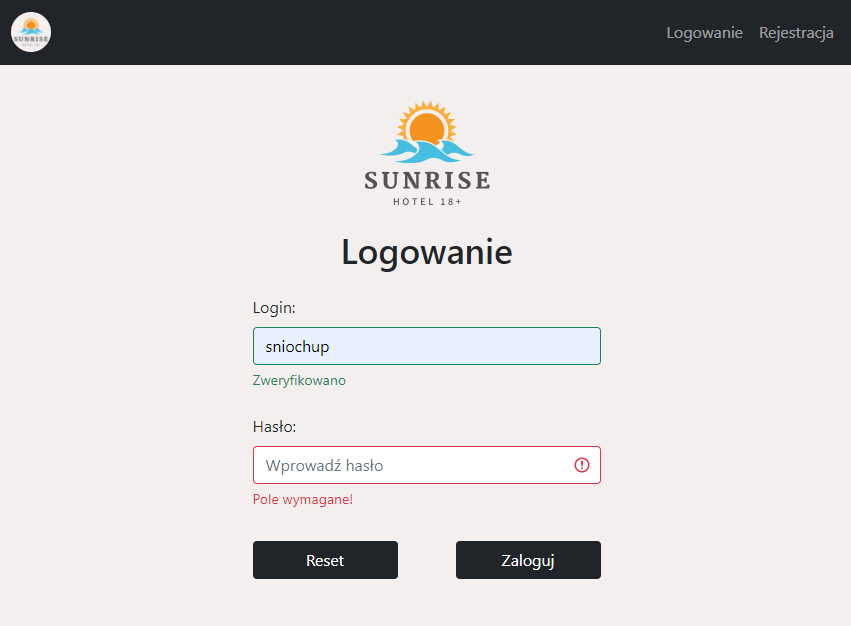 SUNRISE
Logowanie Rejestracja
SUNRISE
HOTEL 18+
Logowanie
Login:
sniochup
Zweryfikowano
Hasło:
Wprowadź hasło
Pole wymagane!
Reset Zaloguj